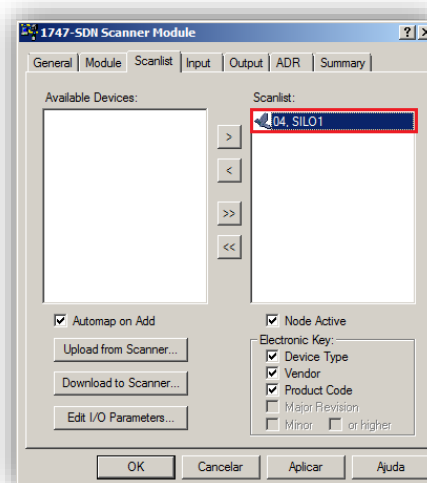 1747-SDN Scanner Module
General Module Scanlist Input Output ADR Summary
Available Devices:
Scanlist:
04, SILO1
>
<
>>
<<
Automap on Add
Node Active
Upload from Scanner...
Download to Scanner...
Edit I/O Parameters...
Electronic Key:
Device Type
Vendor
Product Code
Major Revision
Minor or higher
OK Cancelar Aplicar Ajuda